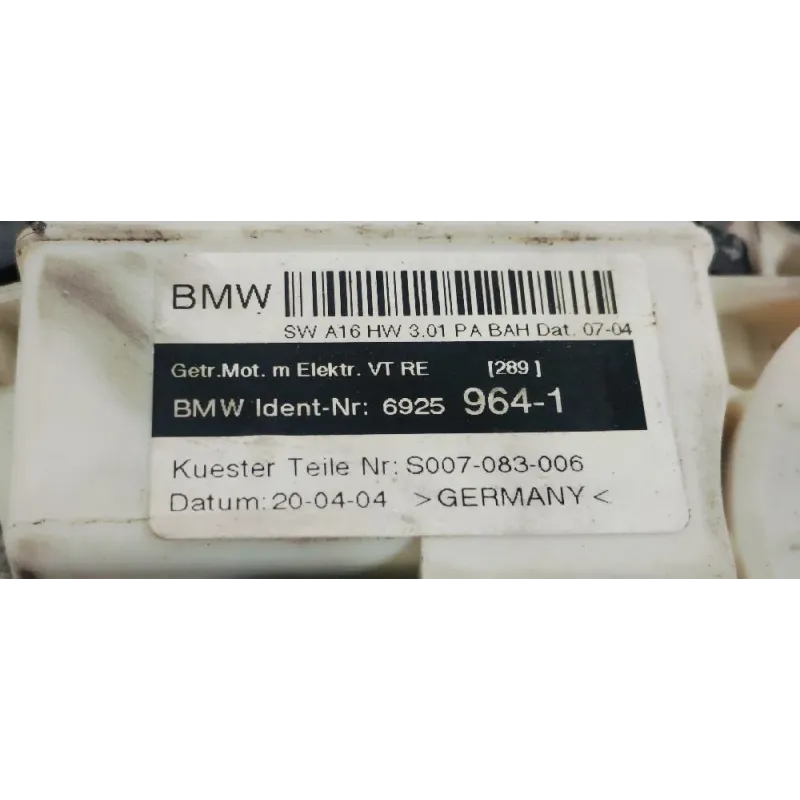 BMW
SW A16 HW 3.01 PA BAH Dat. 07-04
Getr.Mot. m Elektr. VT RE [289]
BMW Ident-Nr: 6925 964-1
Kuester Teile Nr: S007-083-006
Datum: 20-04-04 >GERMANY<